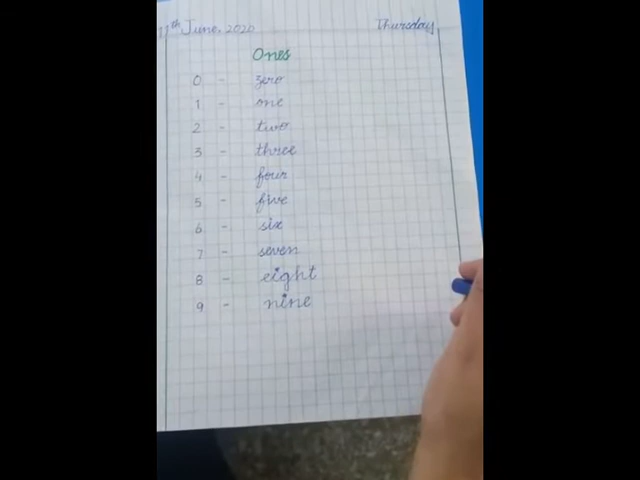 11th June, 2020 Thursday
Ones
0 - zero
1 - one
2 - two
3 - three
4 - four
5 - five
6 - six
7 - seven
8 - eight
9 - nine